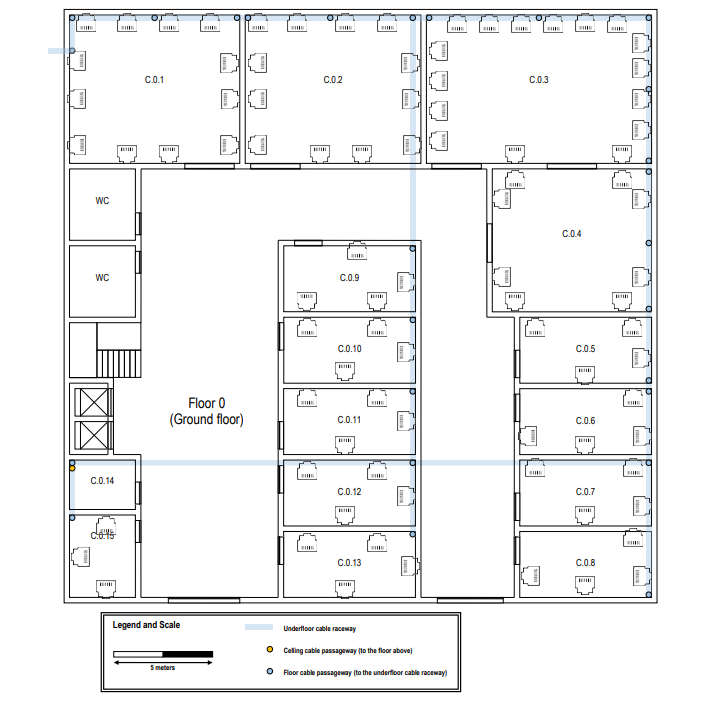 C.0.1
C.0.2
C.0.3
WC
C.0.4
WC
C.0.9
C.0.10
C.0.5
Floor 0
(Ground floor)
C.0.11
C.0.6
C.0.14
C.0.12
C.0.7
C.0.15
C.0.13
C.0.8
Legend and Scale
Underfloor cable raceway
Ceiling cable passageway (to the floor above)
5 meters
Floor cable passageway (to the underfloor cable raceway)